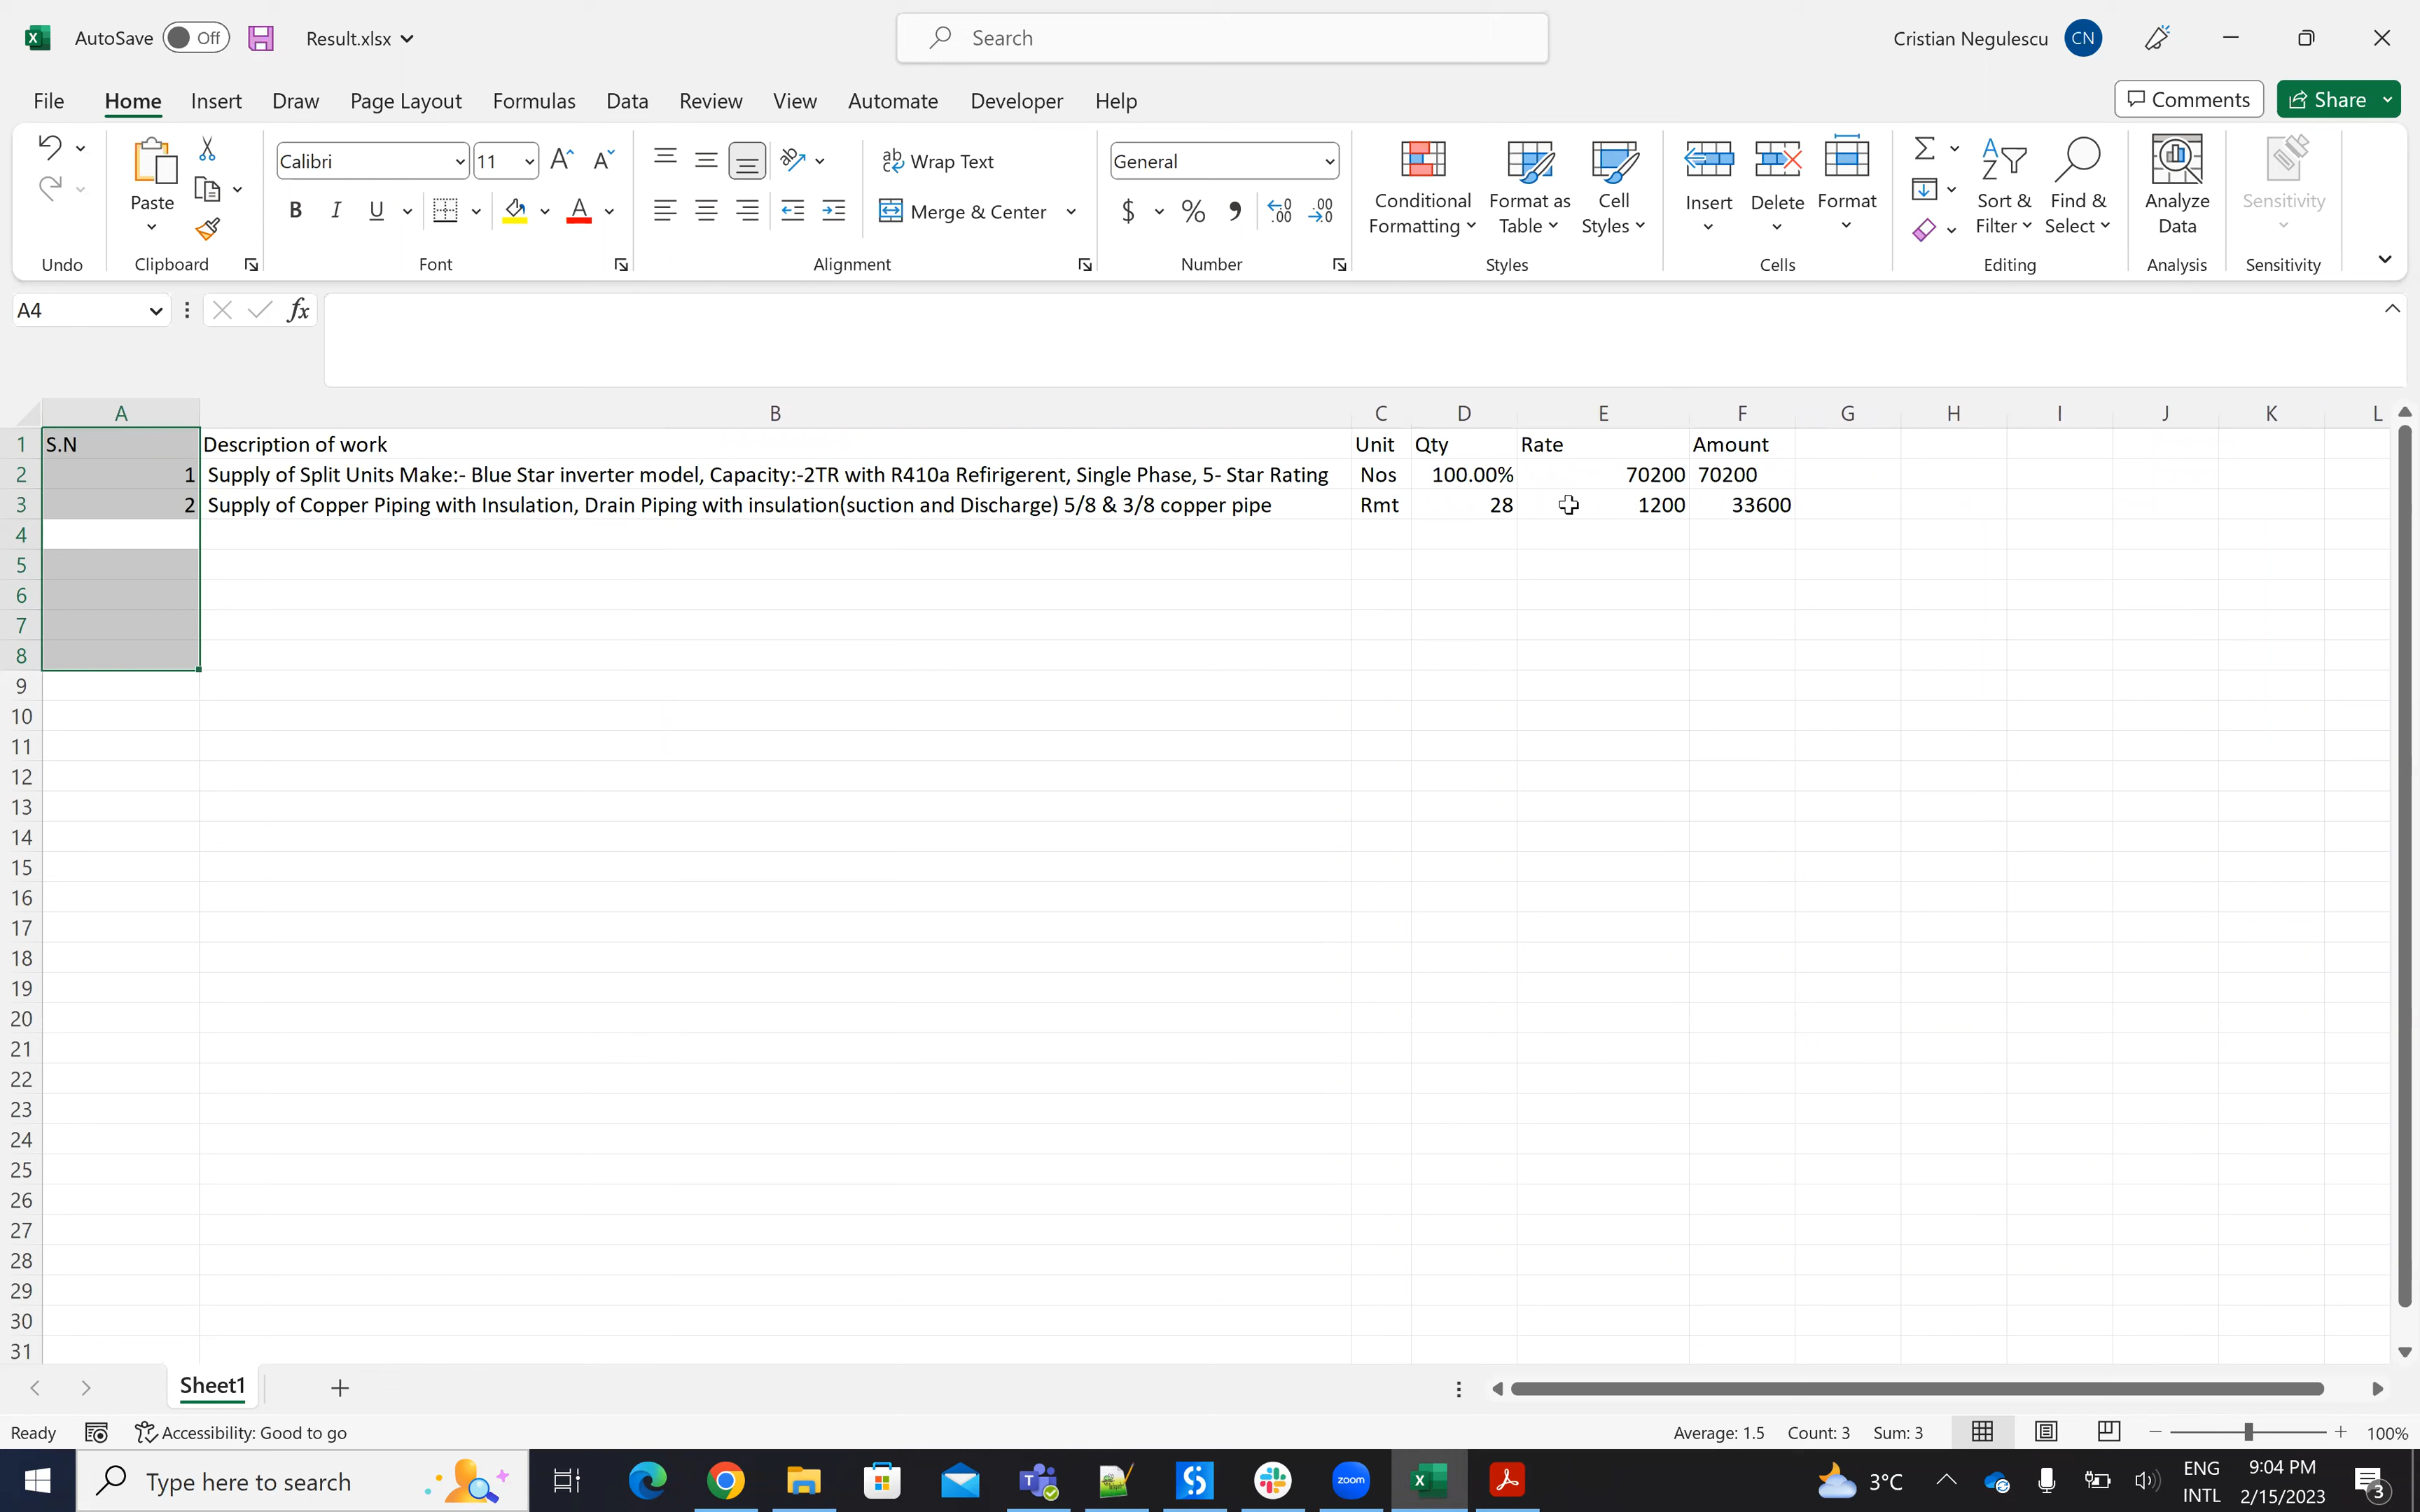 AutoSave Off Result.xlsx Search Cristian Negulescu CN
File Home Insert Draw Page Layout Formulas Data Review View Automate Developer Help Comments Share
Paste Calibri 11 Wrap Text General Conditional Formatting Format as Table Cell Styles Insert Delete Format Sort & Filter Find & Select Analyze Data Sensitivity
B I U Merge & Center $ %
Undo Clipboard Font Alignment Number Styles Cells Editing Analysis Sensitivity
A4 fx
A B C D E F G H I J K L
1 S.N Description of work Unit Qty Rate Amount
2 1 Supply of Split Units Make:- Blue Star inverter model, Capacity:-2TR with R410a Refirigerent, Single Phase, 5- Star Rating Nos 100.00% 70200 70200
3 2 Supply of Copper Piping with Insulation, Drain Piping with insulation(suction and Discharge) 5/8 & 3/8 copper pipe Rmt 28 1200 33600
4
5
6
7
8
9
10
11
12
13
14
15
16
17
18
19
20
21
22
23
24
25
26
27
28
29
30
31
Sheet1
Ready Accessibility: Good to go Average: 1.5 Count: 3 Sum: 3 100%
Type here to search zoom 3°C ENG INTL 9:04 PM 2/15/2023 3